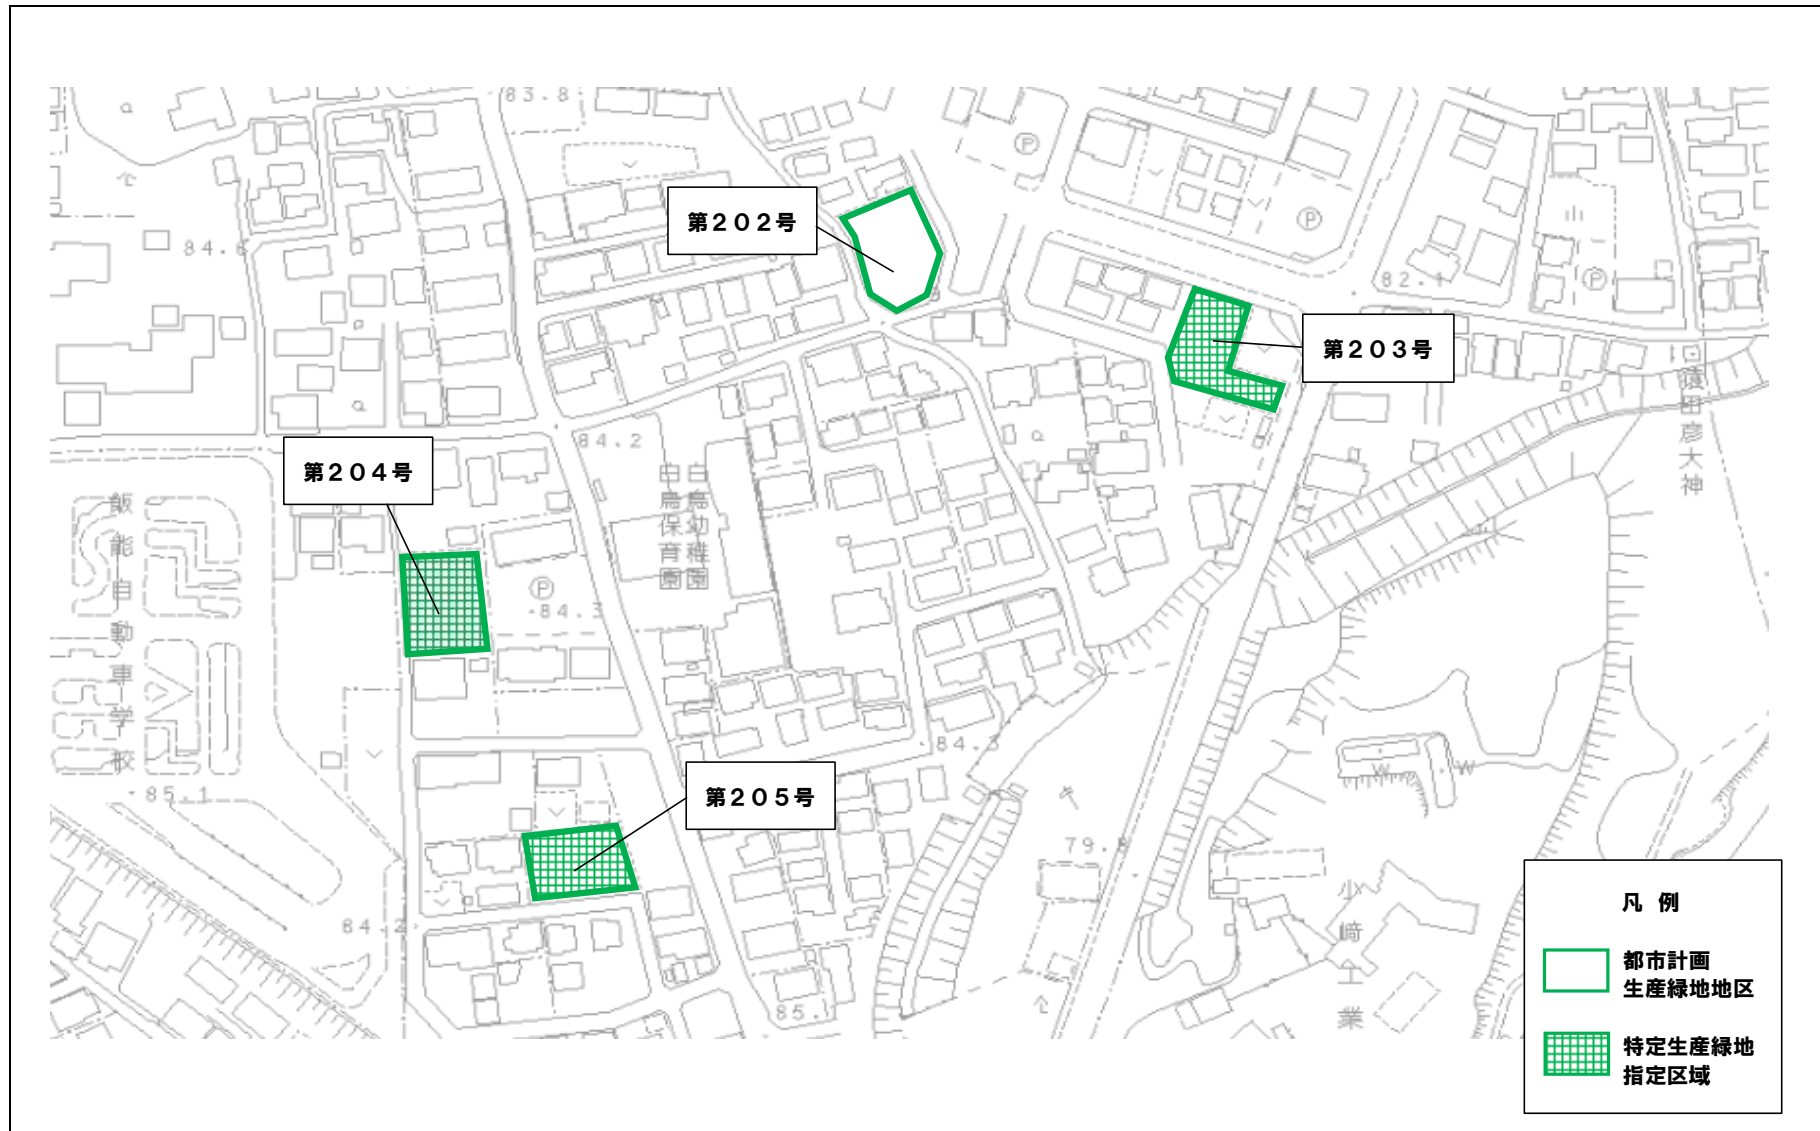 63.8
84.6
第２０２号
82.1
第２０３号
84.2
第２０４号
猿田彦大神
飯能自動車学校
白鳥幼稚園
白鳥保育園
84.3
85.1
84.3
第２０５号
79.8
84.2
小崎工業
凡 例
都市計画
生産緑地地区
特定生産緑地
指定区域